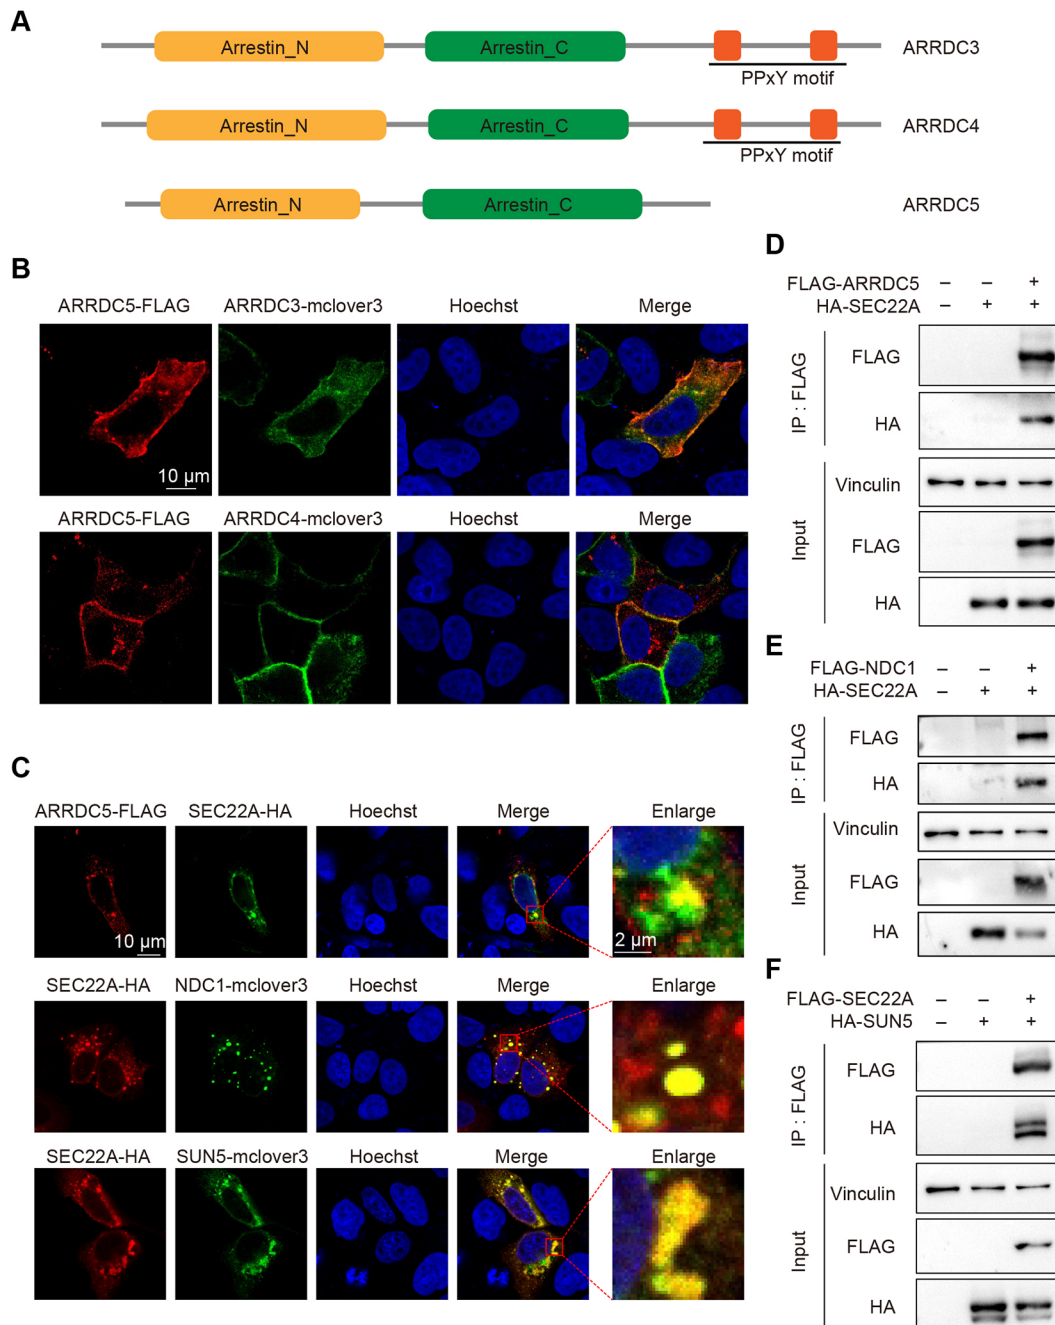 A
Arrestin_N
Arrestin_C
ARRDC3
PPxY motif
Arrestin_N
Arrestin_C
ARRDC4
PPxY motif
Arrestin_N
Arrestin_C
ARRDC5
B
ARRDC5-FLAG ARRDC3-mclover3 Hoechst Merge
10 µm
ARRDC5-FLAG ARRDC4-mclover3 Hoechst Merge
C
ARRDC5-FLAG SEC22A-HA Hoechst Merge Enlarge
10 µm
2 µm
SEC22A-HA NDC1-mclover3 Hoechst Merge Enlarge
SEC22A-HA SUN5-mclover3 Hoechst Merge Enlarge
D
FLAG-ARRDC5 – – +
HA-SEC22A – + +
IP : FLAG
FLAG
HA
Input
Vinculin
FLAG
HA
E
FLAG-NDC1 – – +
HA-SEC22A – + +
IP : FLAG
FLAG
HA
Input
Vinculin
FLAG
HA
F
FLAG-SEC22A – – +
HA-SUN5 – + +
IP : FLAG
FLAG
HA
Input
Vinculin
FLAG
HA